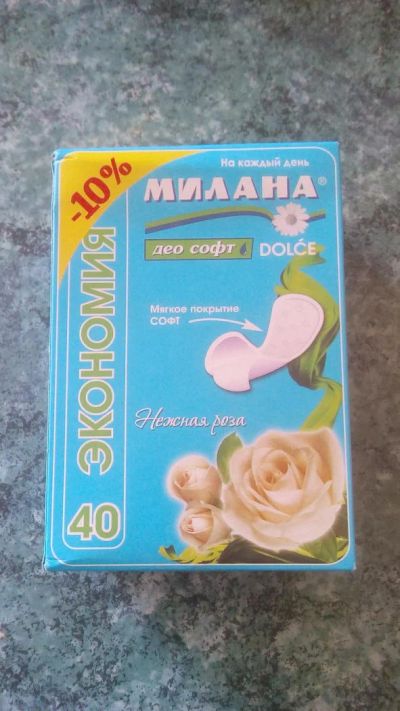 -10%
На каждый день
МИЛАНА®
део софт
DOLĆE
Мягкое покрытие
СОФТ
Нежная роза
ЭКОНОМИЯ
40